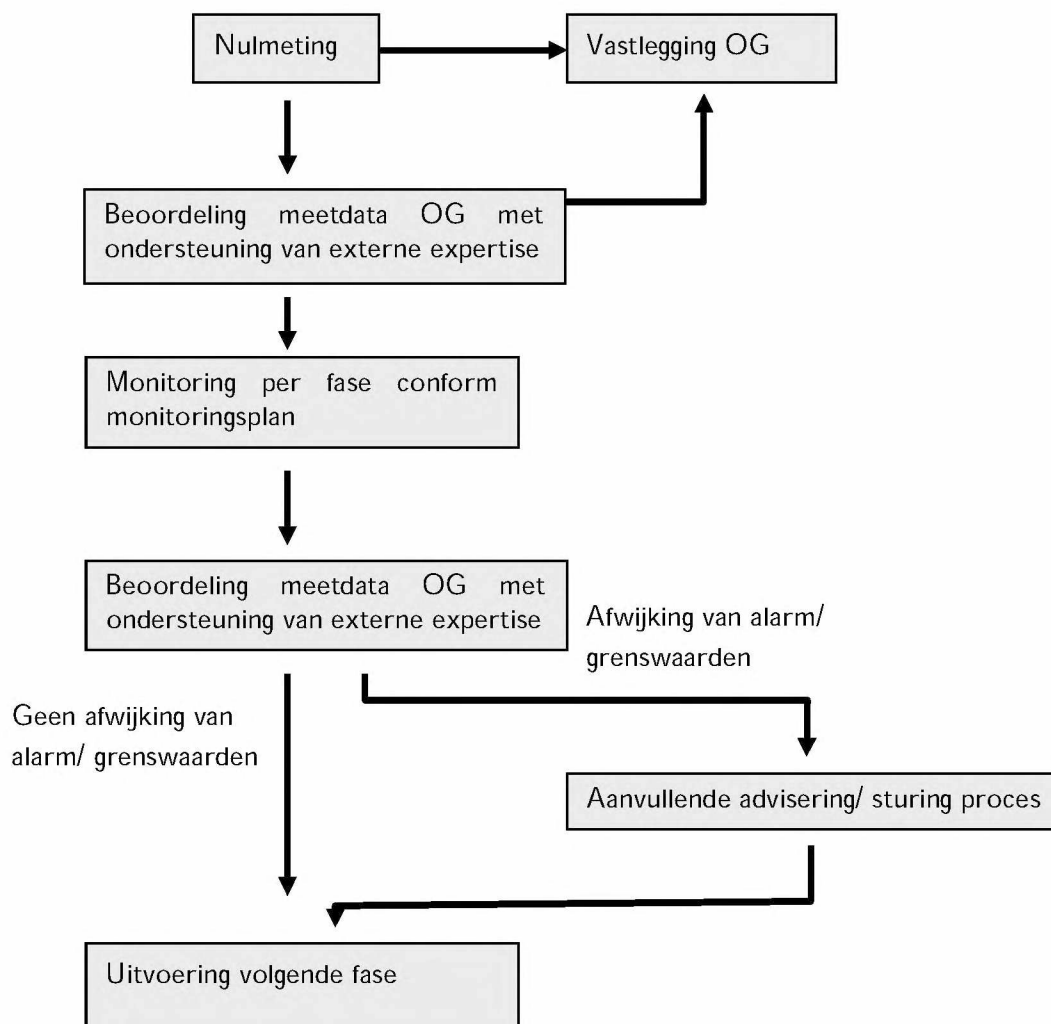 Nulmeting
Vastlegging OG
Beoordeling meetdata OG met
ondersteuning van externe expertise
Monitoring per fase conform
monitoringsplan
Beoordeling meetdata OG met
ondersteuning van externe expertise
Afwijking van alarm/
grenswaarden
Geen afwijking van
alarm/ grenswaarden
Aanvullende advisering/ sturing proces
Uitvoering volgende fase